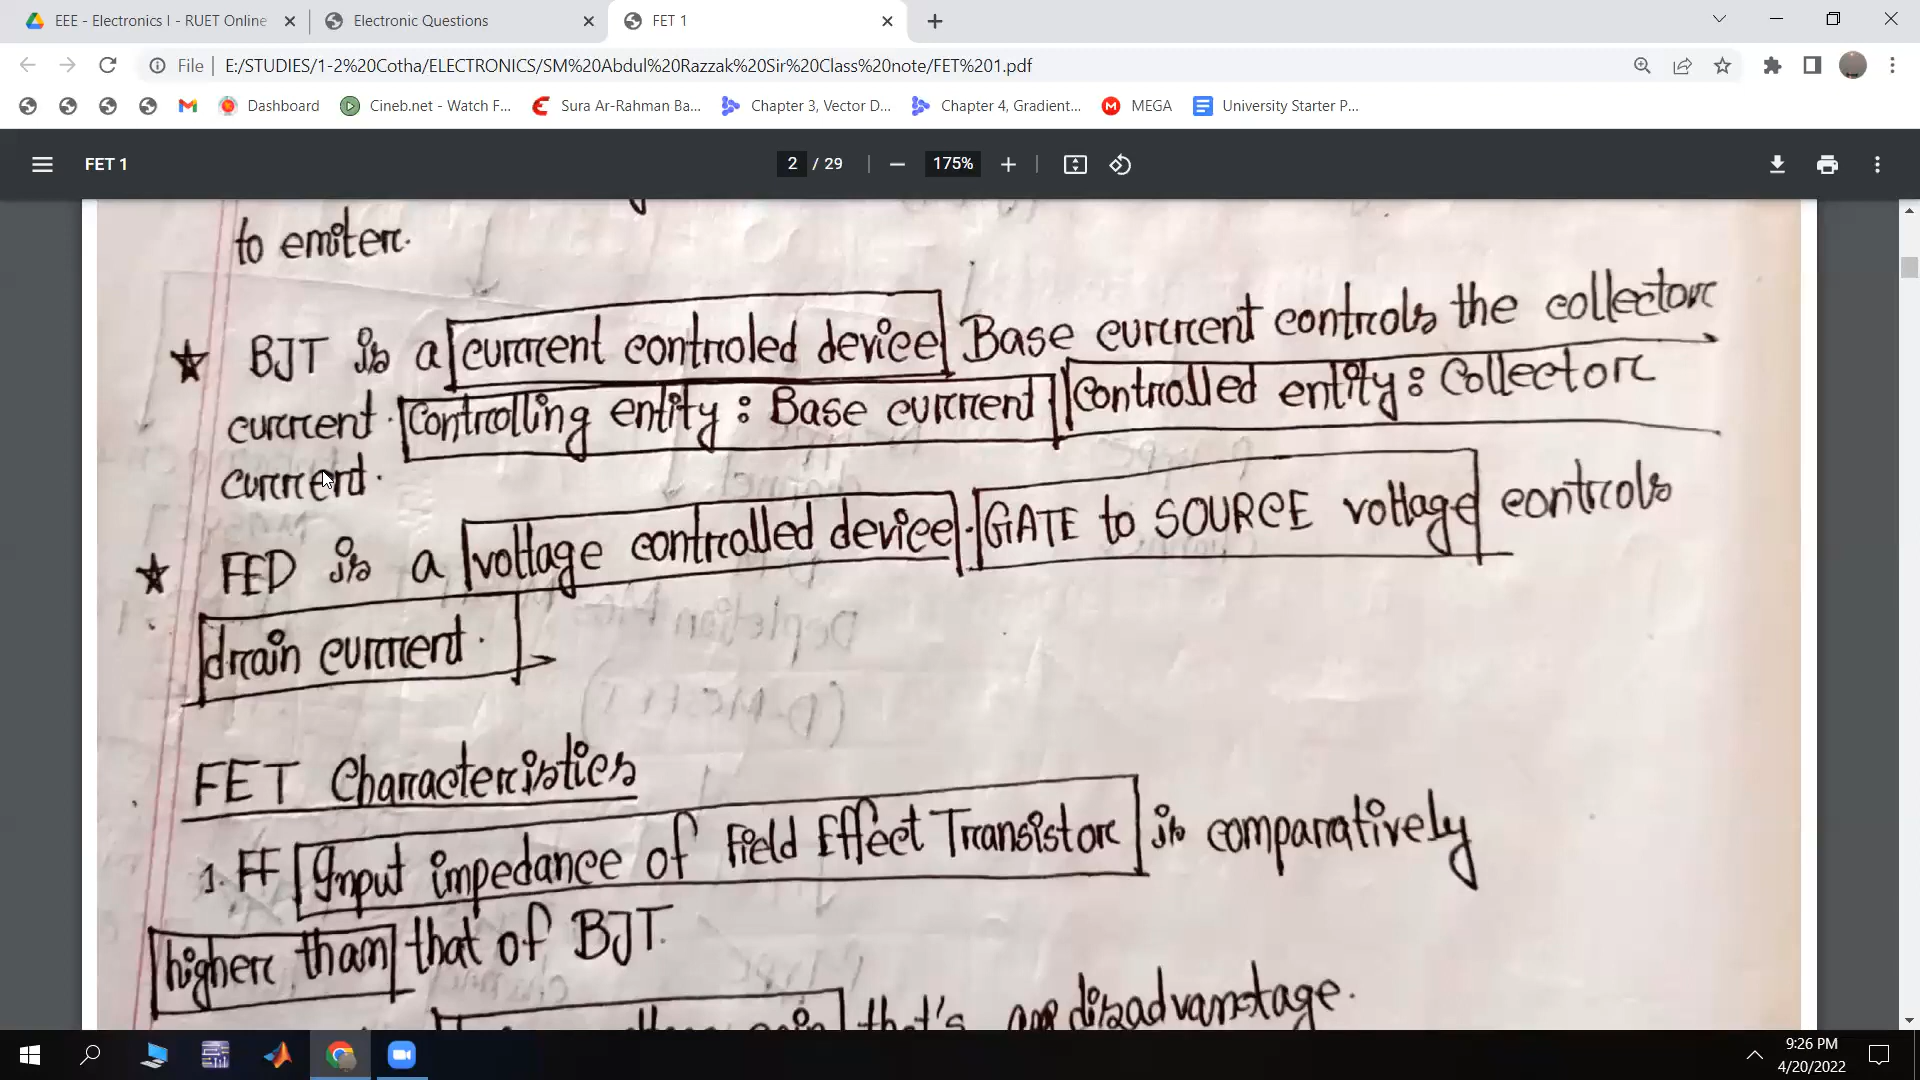 EEE - Electronics I - RUET Online
Electronic Questions
FET 1
File
E:/STUDIES/1-2%20Cotha/ELECTRONICS/SM%20Abdul%20Razzak%20Sir%20Class%20note/FET%201.pdf
Dashboard
Cineb.net - Watch F...
Sura Ar-Rahman Ba...
Chapter 3, Vector D...
Chapter 4, Gradient...
MEGA
University Starter P...
FET 1
2 / 29
175%
to emiter.
BJT is a current controled device Base current controls the collector
current. Controlling entity : Base current Controlled entity : Collector
current.
FED is a voltage controlled device. GATE to SOURCE voltage controls
drain current.
FET Characteristics
1. FF Input impedance of Field Effect Transistor is comparatively
higher than that of BJT.
that's disadvanatage.
9:26 PM
4/20/2022